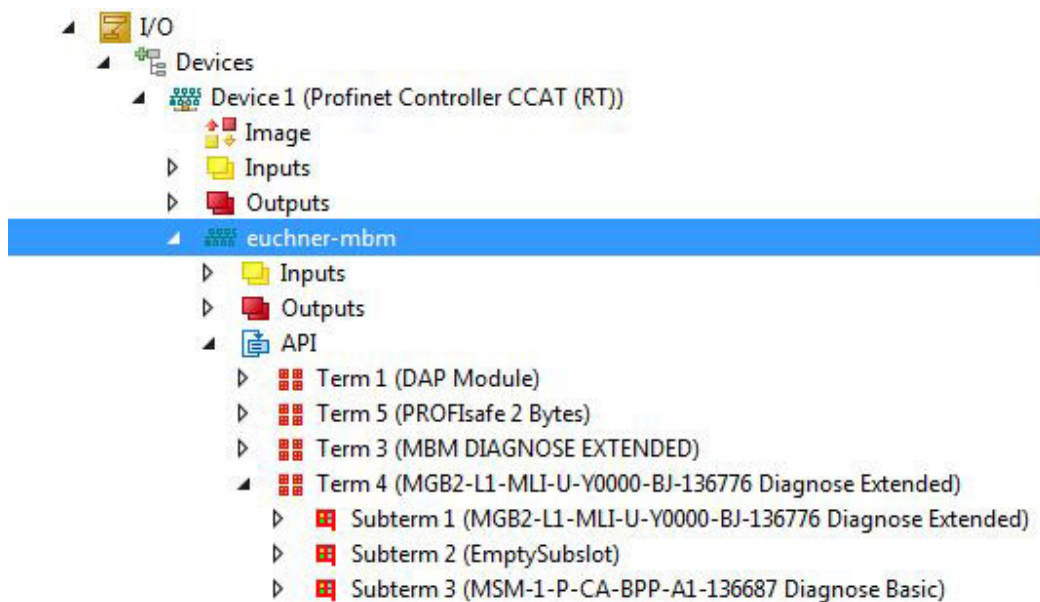 I/O
Devices
Device 1 (Profinet Controller CCAT (RT))
Image
Inputs
Outputs
euchner-mbm
Inputs
Outputs
API
Term 1 (DAP Module)
Term 5 (PROFIsafe 2 Bytes)
Term 3 (MBM DIAGNOSE EXTENDED)
Term 4 (MGB2-L1-MLI-U-Y0000-BJ-136776 Diagnose Extended)
Subterm 1 (MGB2-L1-MLI-U-Y0000-BJ-136776 Diagnose Extended)
Subterm 2 (EmptySubslot)
Subterm 3 (MSM-1-P-CA-BPP-A1-136687 Diagnose Basic)